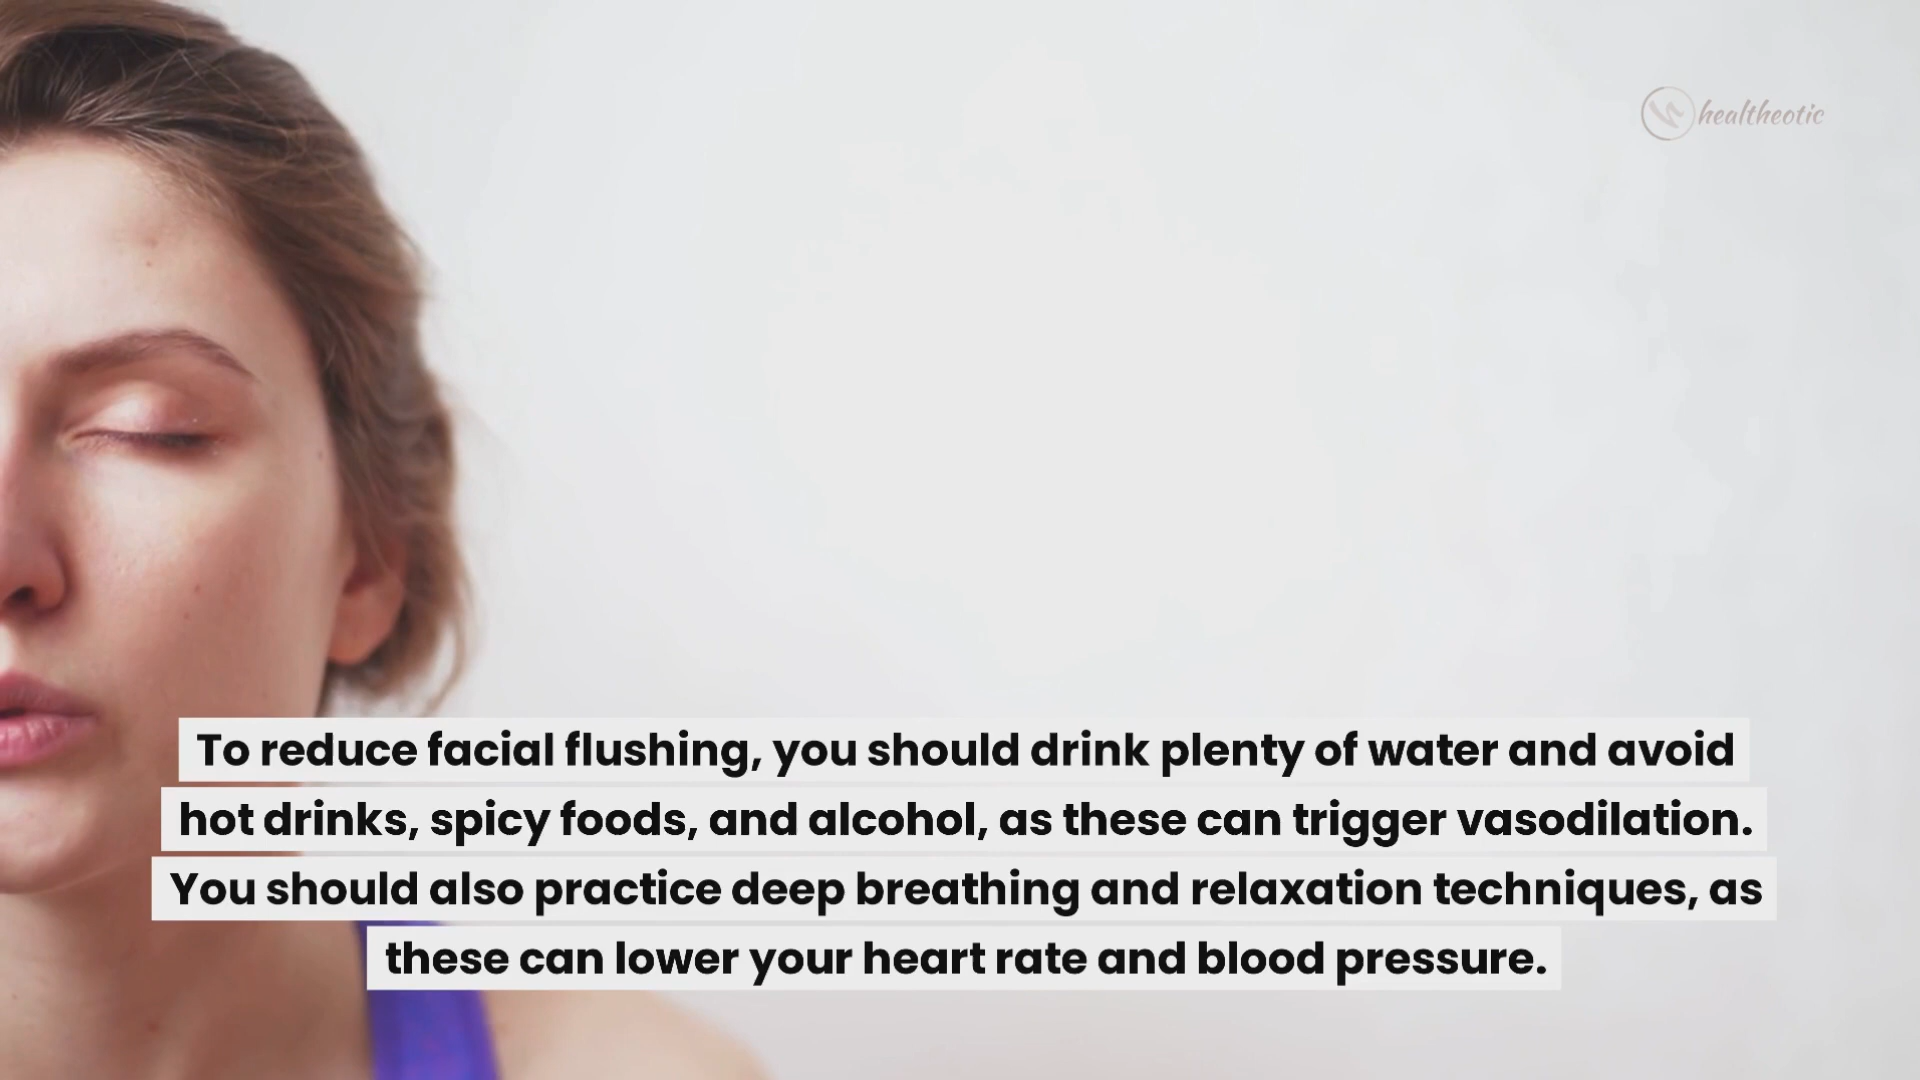 healtheotic
To reduce facial flushing, you should drink plenty of water and avoid
hot drinks, spicy foods, and alcohol, as these can trigger vasodilation.
You should also practice deep breathing and relaxation techniques, as
these can lower your heart rate and blood pressure.